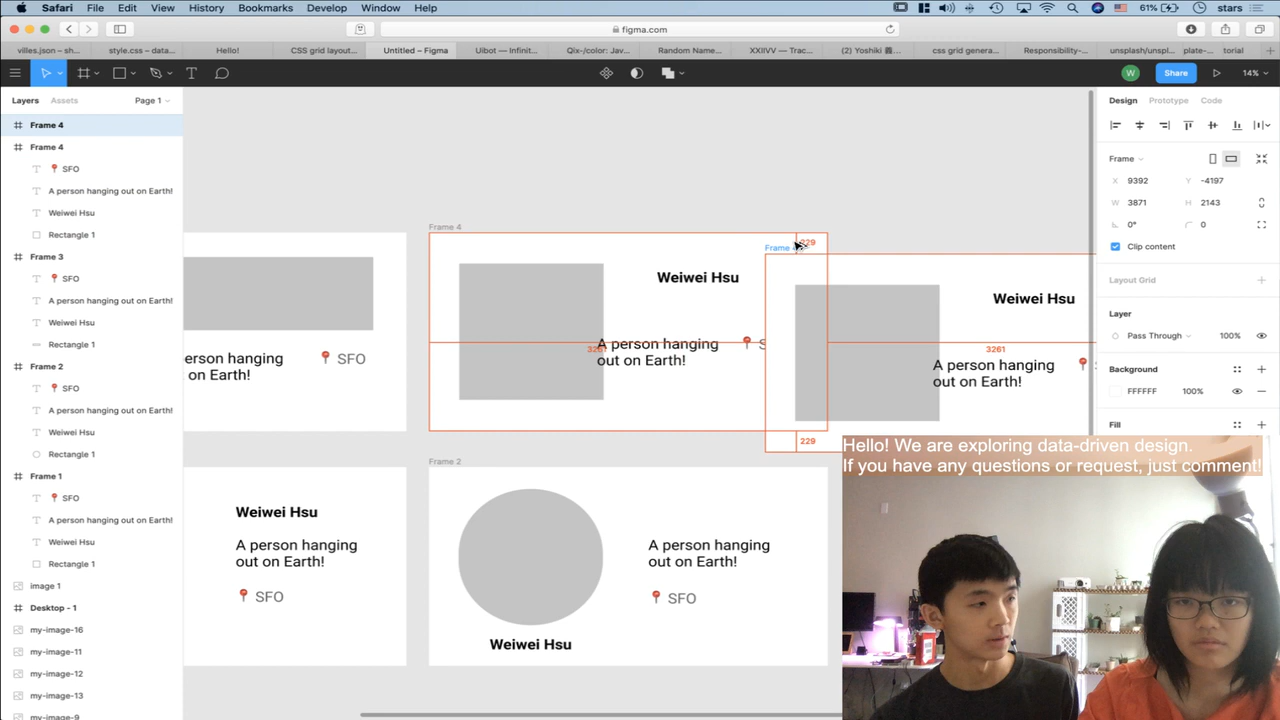 Safari File Edit View History Bookmarks Develop Window Help 61% stars
figma.com
villes.json – sh... style.css – data... Hello! CSS grid layout... Untitled – Figma Uibot — Infinit... Qix-/color: Jav... Random Name... XXIIVV — Trac... (2) Yoshiki css grid genera... Responsibility-... unsplash/unspl... plate-... torial
W Share 14%
Layers Assets Page 1
Frame 4
Frame 4
SFO
A person hanging out on Earth!
Weiwei Hsu
Rectangle 1
Frame 3
SFO
A person hanging out on Earth!
Weiwei Hsu
Rectangle 1
Frame 2
SFO
A person hanging out on Earth!
Weiwei Hsu
Rectangle 1
Frame 1
SFO
A person hanging out on Earth!
Weiwei Hsu
Rectangle 1
image 1
Desktop - 1
my-image-16
my-image-11
my-image-12
my-image-13
my-image-9
erson hanging
on Earth!
SFO
Frame 4
Weiwei Hsu
A person hanging
out on Earth!
S
3261
Frame
229
Weiwei Hsu
A person hanging
out on Earth!
3261
229
Weiwei Hsu
A person hanging
out on Earth!
SFO
Frame 2
A person hanging
out on Earth!
SFO
Weiwei Hsu
Design Prototype Code
Frame
X 9392 Y -4197
W 3871 H 2143
0° 0
Clip content
Layout Grid
Layer
Pass Through 100%
Background
FFFFFF 100%
Fill
Hello! We are exploring data-driven design.
If you have any questions or request, just comment!